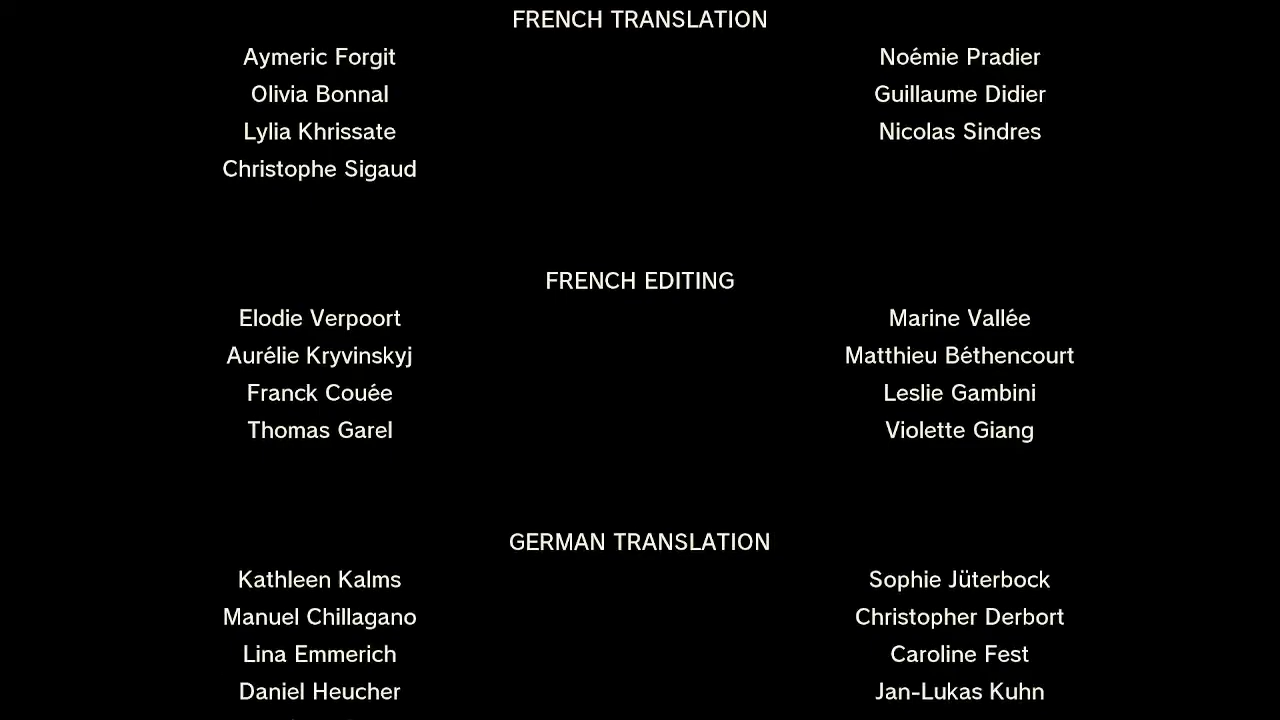 FRENCH TRANSLATION
Aymeric Forgit Noémie Pradier
Olivia Bonnal Guillaume Didier
Lylia Khrissate Nicolas Sindres
Christophe Sigaud
FRENCH EDITING
Elodie Verpoort Marine Vallée
Aurélie Kryvinskyj Matthieu Béthencourt
Franck Couée Leslie Gambini
Thomas Garel Violette Giang
GERMAN TRANSLATION
Kathleen Kalms Sophie Jüterbock
Manuel Chillagano Christopher Derbort
Lina Emmerich Caroline Fest
Daniel Heucher Jan-Lukas Kuhn